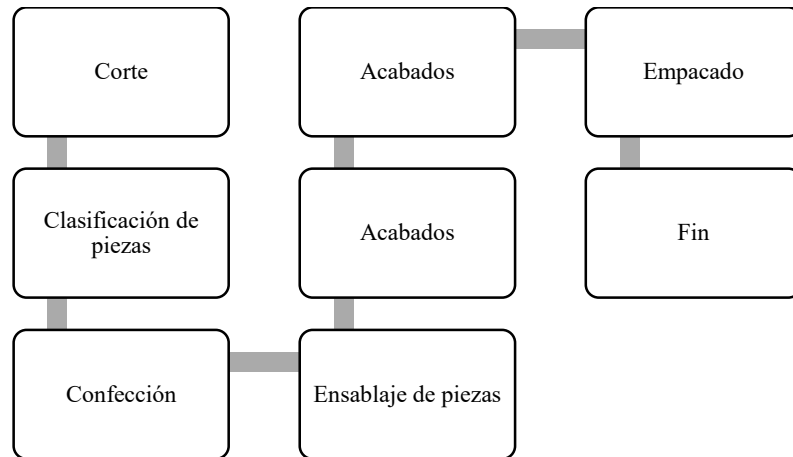 Corte
Clasificación de
piezas
Confección
Ensablaje de piezas
Acabados
Acabados
Empacado
Fin